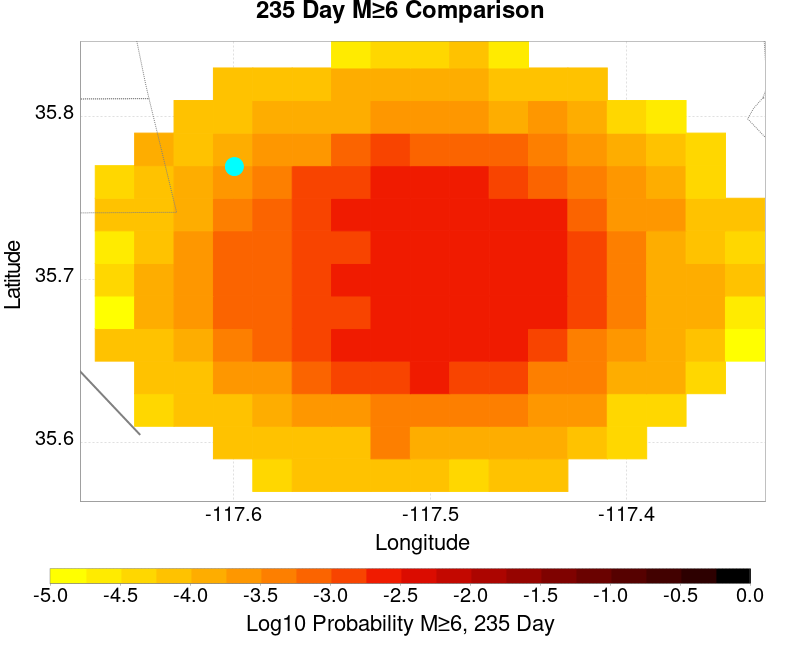 235 Day M≥6 Comparison
35.8
35.7
35.6
Latitude
-117.6 -117.5 -117.4
Longitude
-5.0 -4.5 -4.0 -3.5 -3.0 -2.5 -2.0 -1.5 -1.0 -0.5 0.0
Log10 Probability M≥6, 235 Day